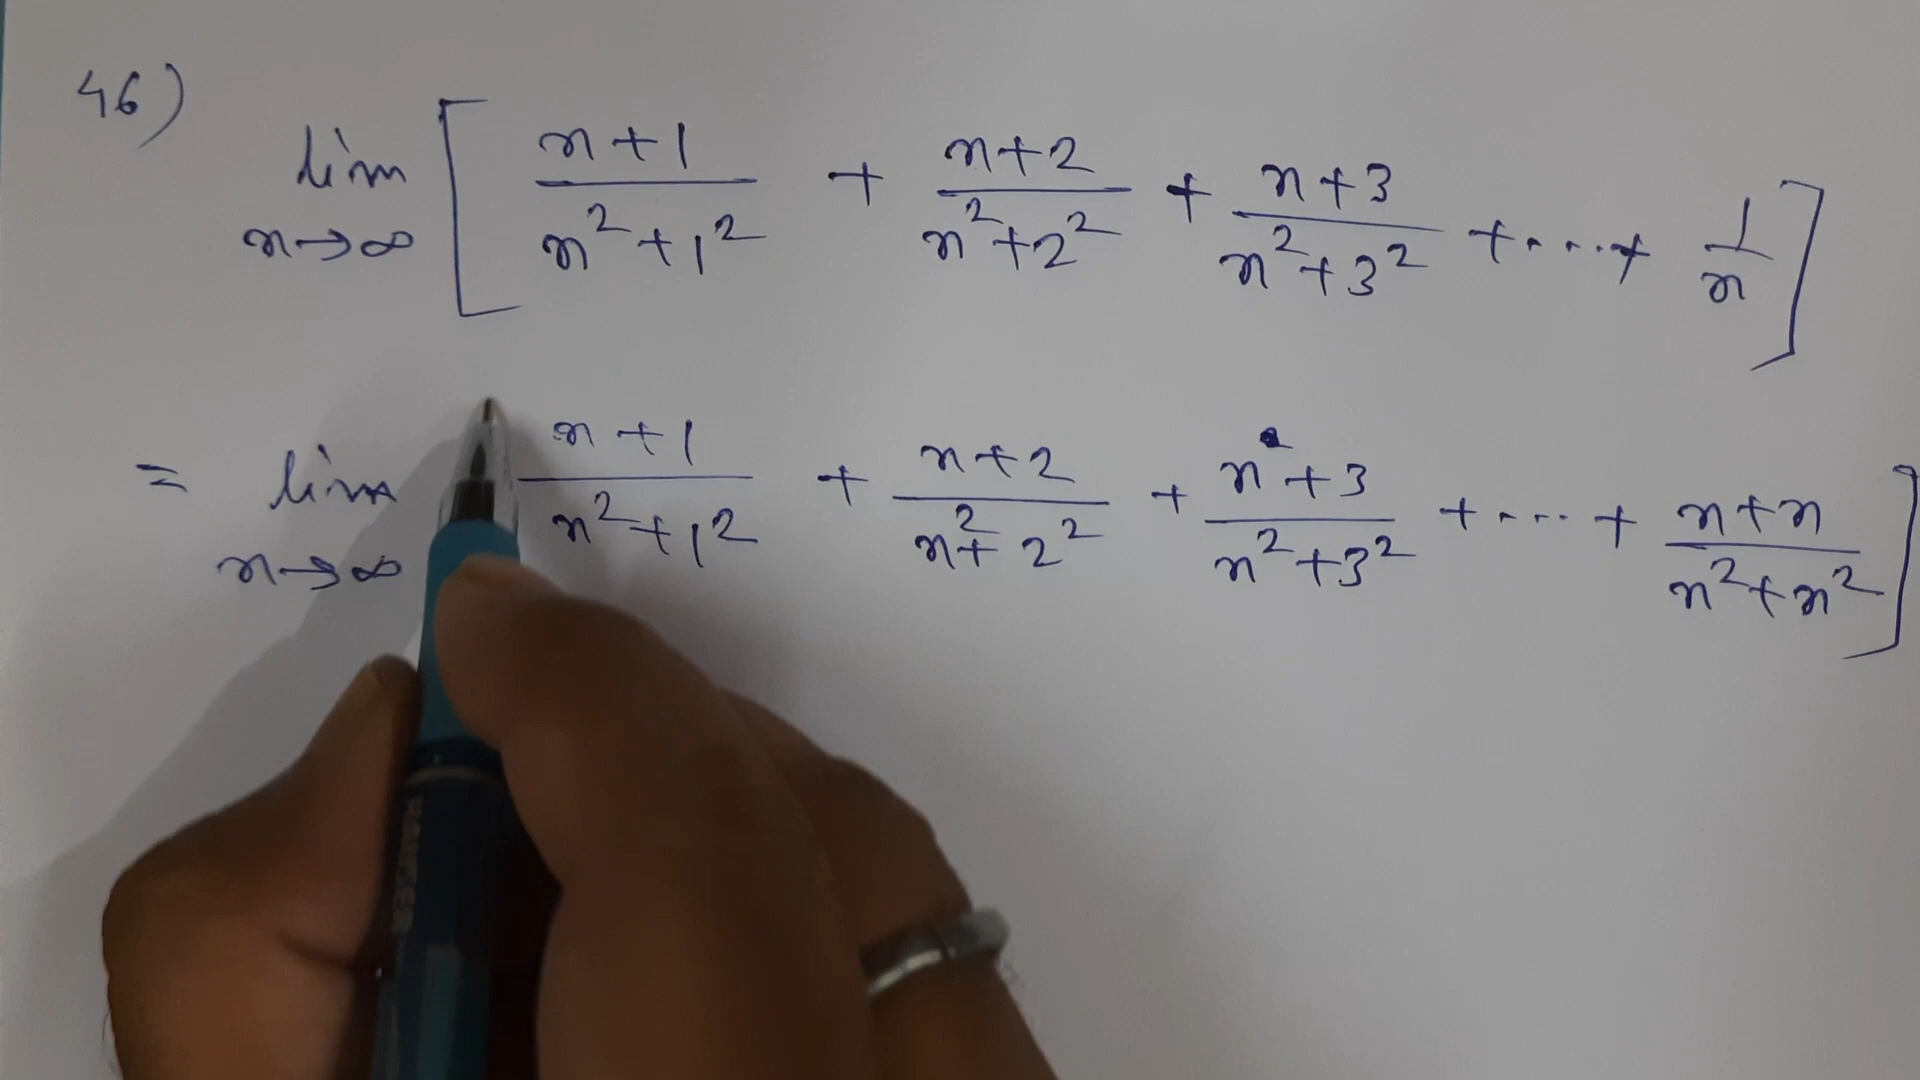 46)
lim n→∞ [ (n+1)/(n²+1²) + (n+2)/(n²+2²) + (n+3)/(n²+3²) +....+ 1/n ]
= lim n→∞ (n+1)/(n²+1²) + (n+2)/(n²+2²) + (n+3)/(n²+3²) +....+ (n+n)/(n²+n²) ]